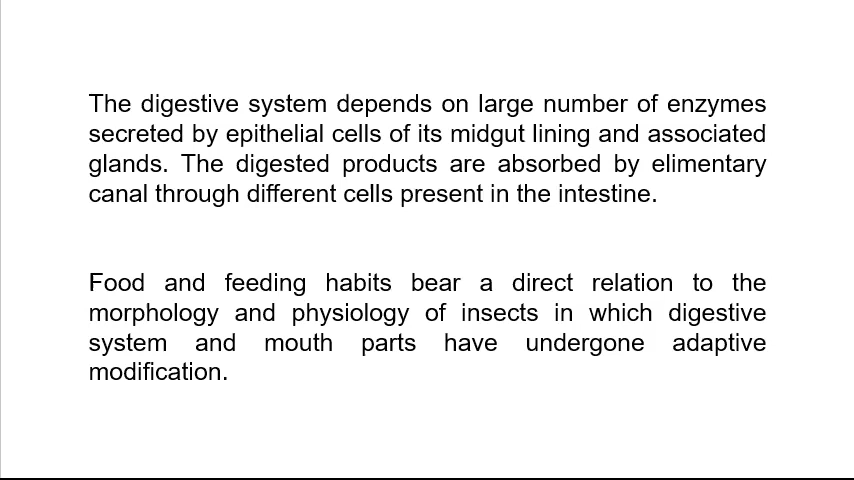 The digestive system depends on large number of enzymes
secreted by epithelial cells of its midgut lining and associated
glands. The digested products are absorbed by elimentary
canal through different cells present in the intestine.
Food and feeding habits bear a direct relation to the
morphology and physiology of insects in which digestive
system and mouth parts have undergone adaptive
modification.